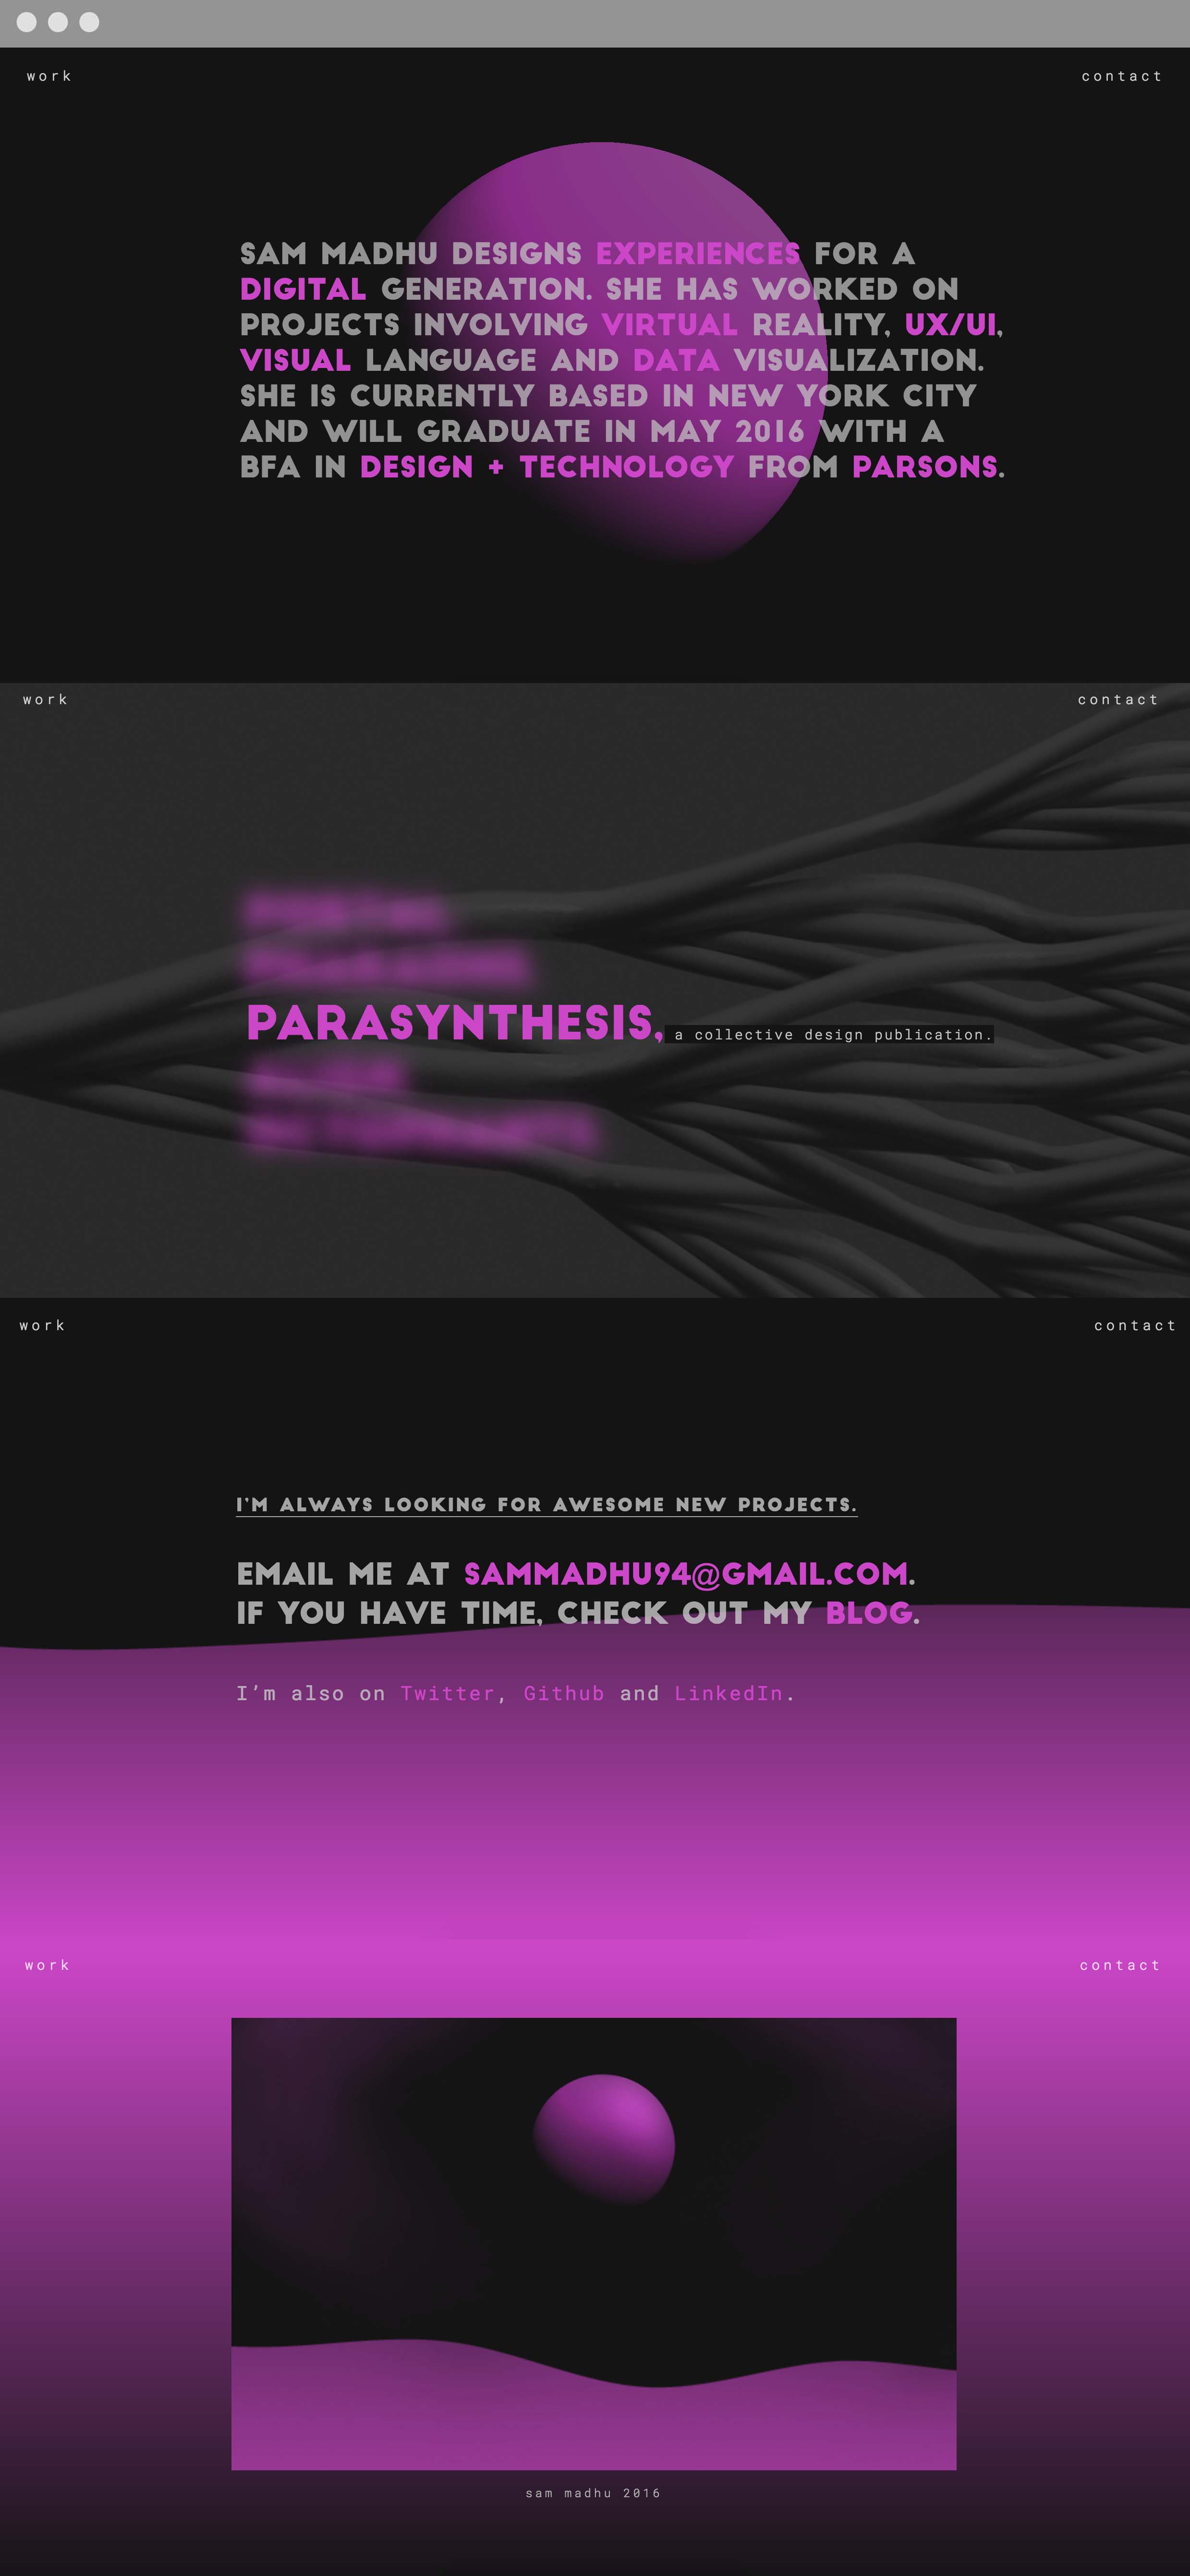 work
contact
SAM MADHU DESIGNS EXPERIENCES FOR A
DIGITAL GENERATION. SHE HAS WORKED ON
PROJECTS INVOLVING VIRTUAL REALITY, UX/UI,
VISUAL LANGUAGE AND DATA VISUALIZATION.
SHE IS CURRENTLY BASED IN NEW YORK CITY
AND WILL GRADUATE IN MAY 2016 WITH A
BFA IN DESIGN + TECHNOLOGY FROM PARSONS.
work
contact
PARASYNTHESIS, a collective design publication.
work
contact
I'M ALWAYS LOOKING FOR AWESOME NEW PROJECTS.
EMAIL ME AT SAMMADHU94@GMAIL.COM.
IF YOU HAVE TIME, CHECK OUT MY BLOG.
I'm also on Twitter, Github and LinkedIn.
work
contact
sam madhu 2016